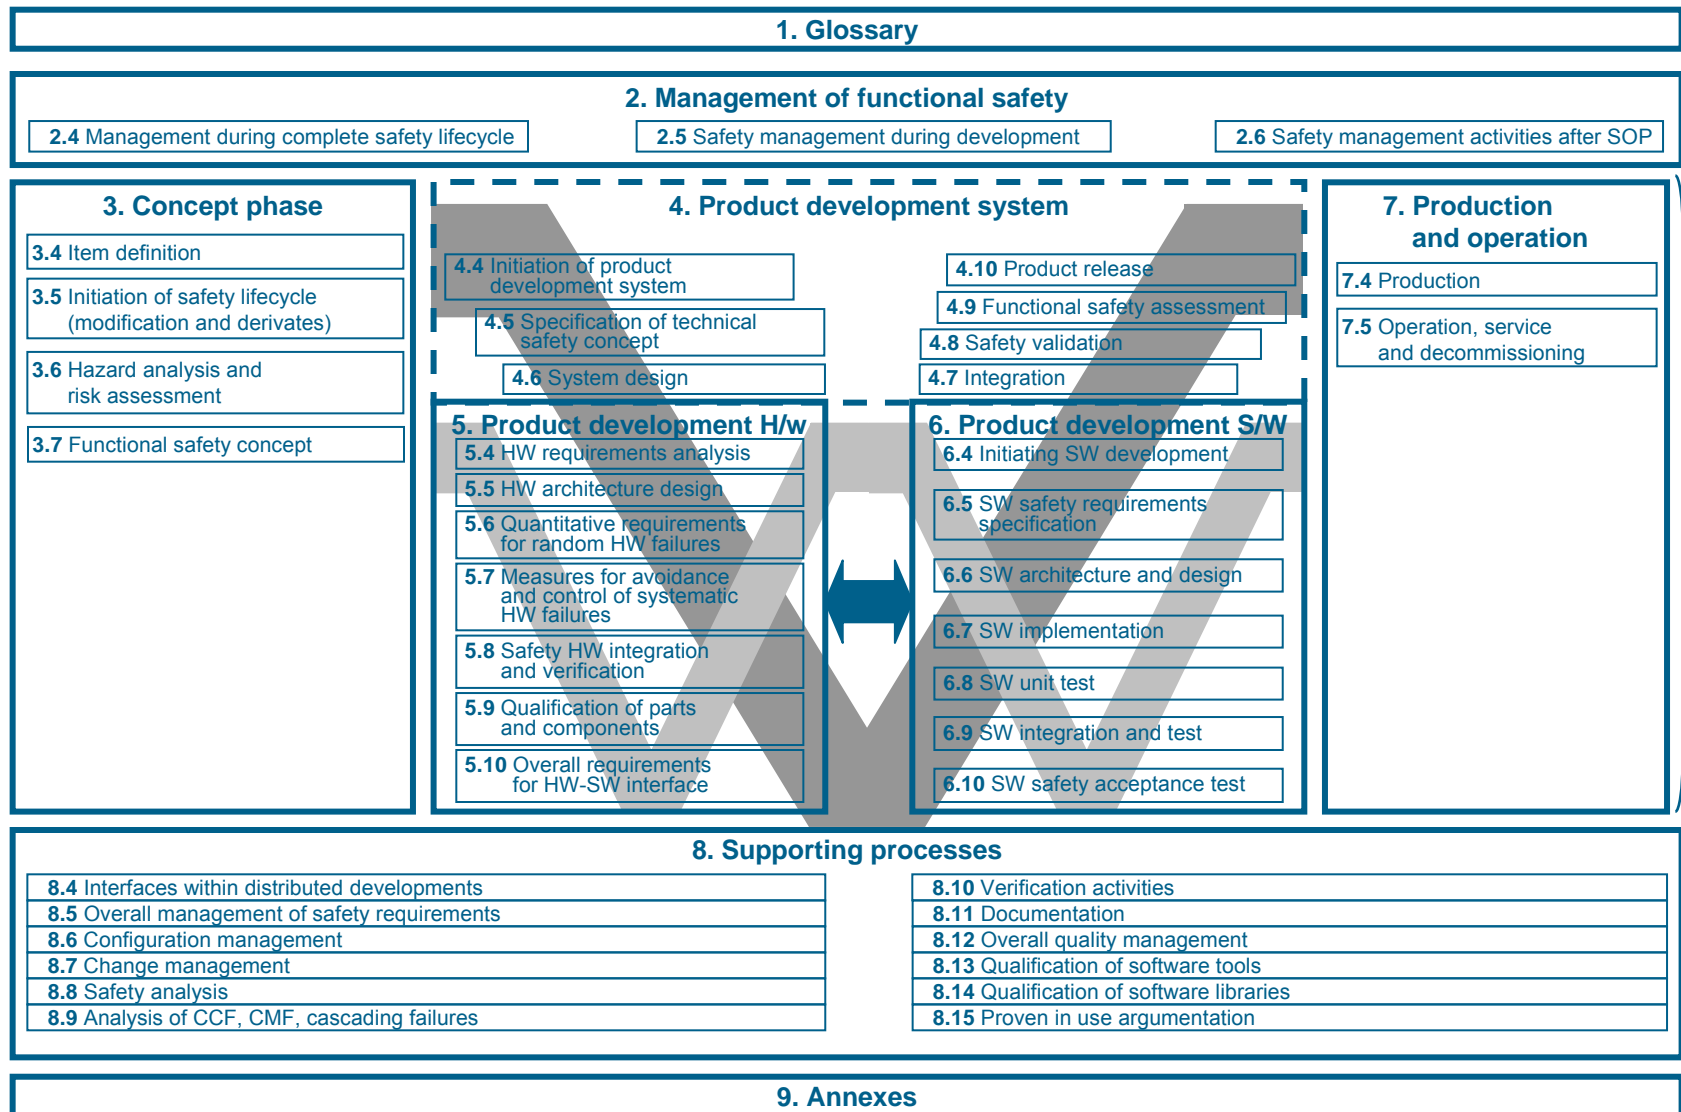 1. Glossary
2. Management of functional safety
2.4 Management during complete safety lifecycle
2.5 Safety management during development
2.6 Safety management activities after SOP
3. Concept phase
3.4 Item definition
3.5 Initiation of safety lifecycle
(modification and derivates)
3.6 Hazard analysis and
risk assessment
3.7 Functional safety concept
4. Product development system
4.4 Initiation of product
development system
4.5 Specification of technical
safety concept
4.6 System design
4.10 Product release
4.9 Functional safety assessment
4.8 Safety validation
4.7 Integration
5. Product development H/w
5.4 HW requirements analysis
5.5 HW architecture design
5.6 Quantitative requirements
for random HW failures
5.7 Measures for avoidance
and control of systematic
HW failures
5.8 Safety HW integration
and verification
5.9 Qualification of parts
and components
5.10 Overall requirements
for HW-SW interface
6. Product development S/W
6.4 Initiating SW development
6.5 SW safety requirements
specification
6.6 SW architecture and design
6.7 SW implementation
6.8 SW unit test
6.9 SW integration and test
6.10 SW safety acceptance test
7. Production
and operation
7.4 Production
7.5 Operation, service
and decommissioning
8. Supporting processes
8.4 Interfaces within distributed developments
8.5 Overall management of safety requirements
8.6 Configuration management
8.7 Change management
8.8 Safety analysis
8.9 Analysis of CCF, CMF, cascading failures
8.10 Verification activities
8.11 Documentation
8.12 Overall quality management
8.13 Qualification of software tools
8.14 Qualification of software libraries
8.15 Proven in use argumentation
9. Annexes